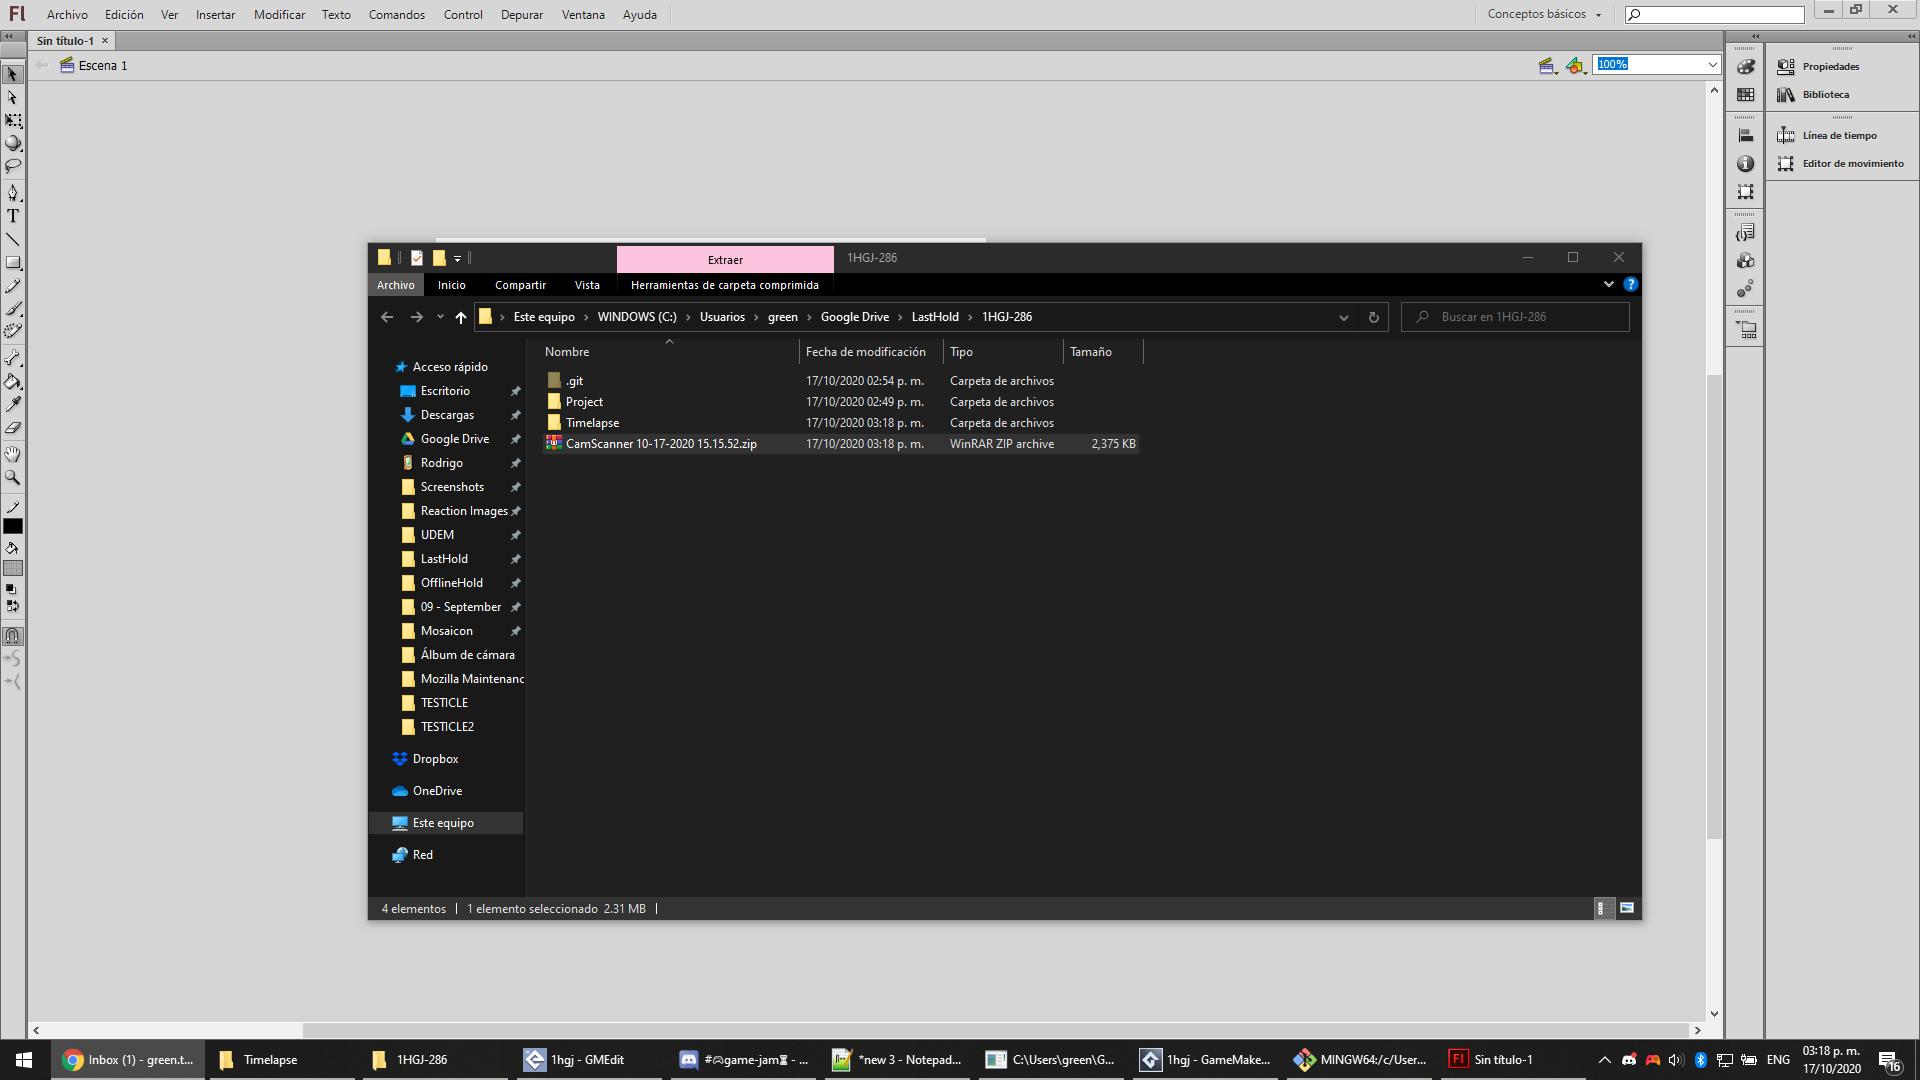 Fl Archivo Edición Ver Insertar Modificar Texto Comandos Control Depurar Ventana Ayuda Conceptos básicos
Sin título-1
Escena 1 100%
Propiedades
Biblioteca
Línea de tiempo
Editor de movimiento
Extraer 1HGJ-286
Archivo Inicio Compartir Vista Herramientas de carpeta comprimida
Este equipo WINDOWS (C:) Usuarios green Google Drive LastHold 1HGJ-286 Buscar en 1HGJ-286
Nombre Fecha de modificación Tipo Tamaño
.git 17/10/2020 02:54 p. m. Carpeta de archivos
Project 17/10/2020 02:49 p. m. Carpeta de archivos
Timelapse 17/10/2020 03:18 p. m. Carpeta de archivos
CamScanner 10-17-2020 15.15.52.zip 17/10/2020 03:18 p. m. WinRAR ZIP archive 2,375 KB
Acceso rápido
Escritorio
Descargas
Google Drive
Rodrigo
Screenshots
Reaction Images
UDEM
LastHold
OfflineHold
09 - September
Mosaicon
Álbum de cámara
Mozilla Maintenanc
TESTICLE
TESTICLE2
Dropbox
OneDrive
Este equipo
Red
4 elementos 1 elemento seleccionado 2.31 MB
Inbox (1) - green.t... Timelapse 1HGJ-286 1hgj - GMEdit #🎮game-jam⏳ - ... *new 3 - Notepad... C:\Users\green\G... 1hgj - GameMake... MINGW64:/c/User... Fl Sin título-1 ENG 03:18 p. m.
17/10/2020 16